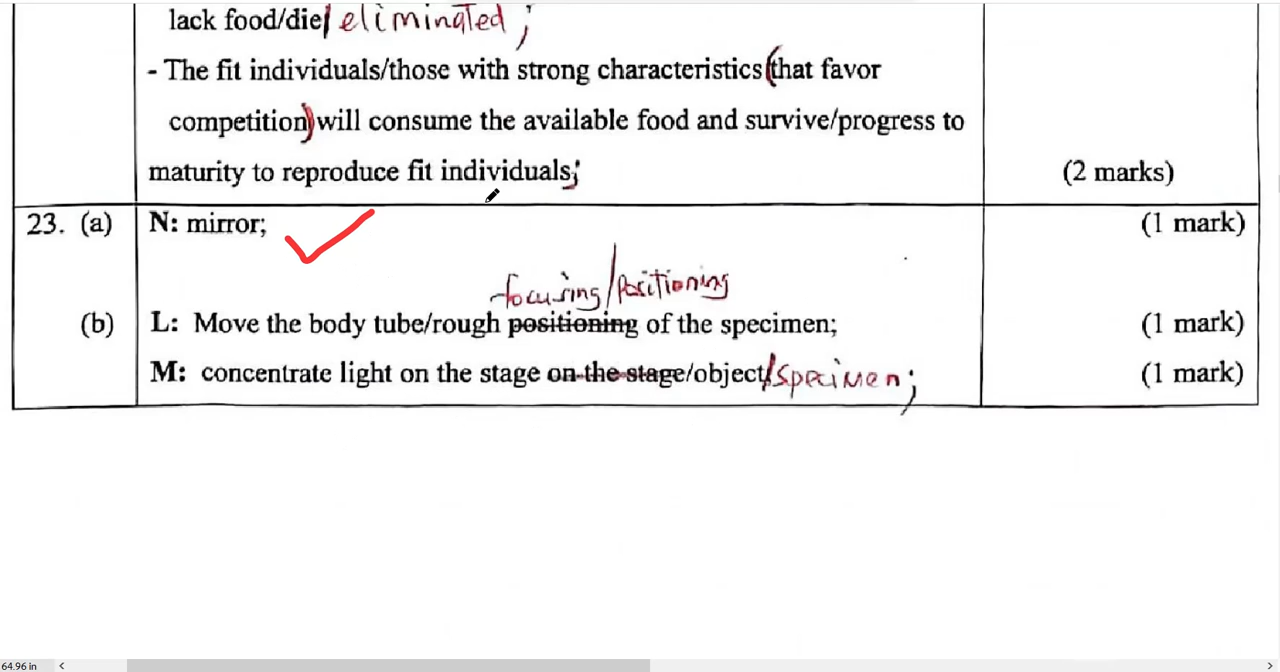 lack food/die/ eliminated ;
- The fit individuals/those with strong characteristics (that favor
competition) will consume the available food and survive/progress to
maturity to reproduce fit individuals; (2 marks)
23. (a) N: mirror; (1 mark)
focusing/positioning
(b) L: Move the body tube/rough positioning of the specimen; (1 mark)
M: concentrate light on the stage on the stage/object/specimen; (1 mark)
64.96 in